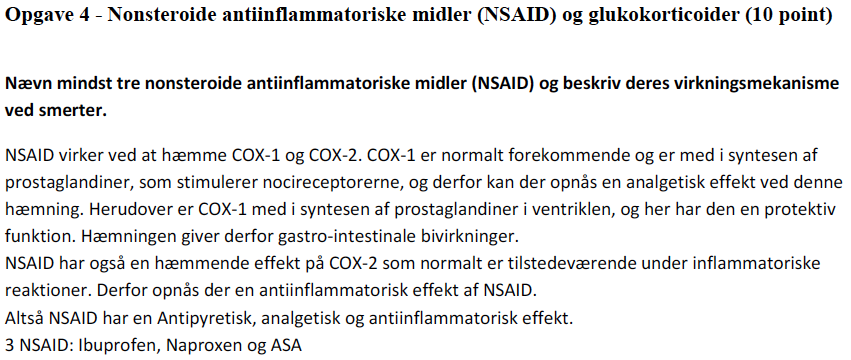 Opgave 4 - Nonsteroide antiinflammatoriske midler (NSAID) og glukokorticoider (10 point)
Nævn mindst tre nonsteroide antiinflammatoriske midler (NSAID) og beskriv deres virkningsmekanisme
ved smerter.
NSAID virker ved at hæmme COX-1 og COX-2. COX-1 er normalt forekommende og er med i syntesen af
prostaglandiner, som stimulerer nocireceptorerne, og derfor kan der opnås en analgetisk effekt ved denne
hæmning. Herudover er COX-1 med i syntesen af prostaglandiner i ventriklen, og her har den en protektiv
funktion. Hæmningen giver derfor gastro-intestinale bivirkninger.
NSAID har også en hæmmende effekt på COX-2 som normalt er tilstedeværende under inflammatoriske
reaktioner. Derfor opnås der en antiinflammatorisk effekt af NSAID.
Altså NSAID har en Antipyretisk, analgetisk og antiinflammatorisk effekt.
3 NSAID: Ibuprofen, Naproxen og ASA